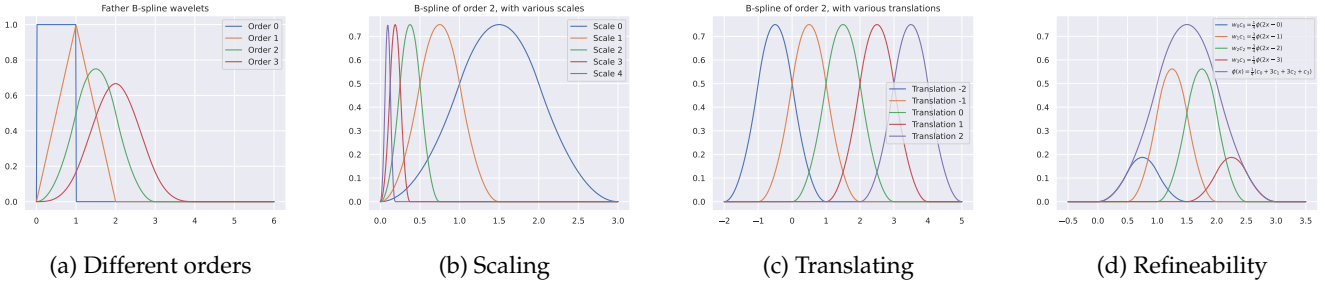 Father B-spline wavelets
1.0
0.8
0.6
0.4
0.2
0.0
0 1 2 3 4 5 6
Order 0
Order 1
Order 2
Order 3
(a) Different orders
B-spline of order 2, with various scales
0.7
0.6
0.5
0.4
0.3
0.2
0.1
0.0
0.0 0.5 1.0 1.5 2.0 2.5 3.0
Scale 0
Scale 1
Scale 2
Scale 3
Scale 4
(b) Scaling
B-spline of order 2, with various translations
0.7
0.6
0.5
0.4
0.3
0.2
0.1
0.0
−2 −1 0 1 2 3 4 5
Translation -2
Translation -1
Translation 0
Translation 1
Translation 2
(c) Translating
0.8
0.7
0.6
0.5
0.4
0.3
0.2
0.1
0.0
−0.5 0.0 0.5 1.0 1.5 2.0 2.5 3.0 3.5
(d) Refineability